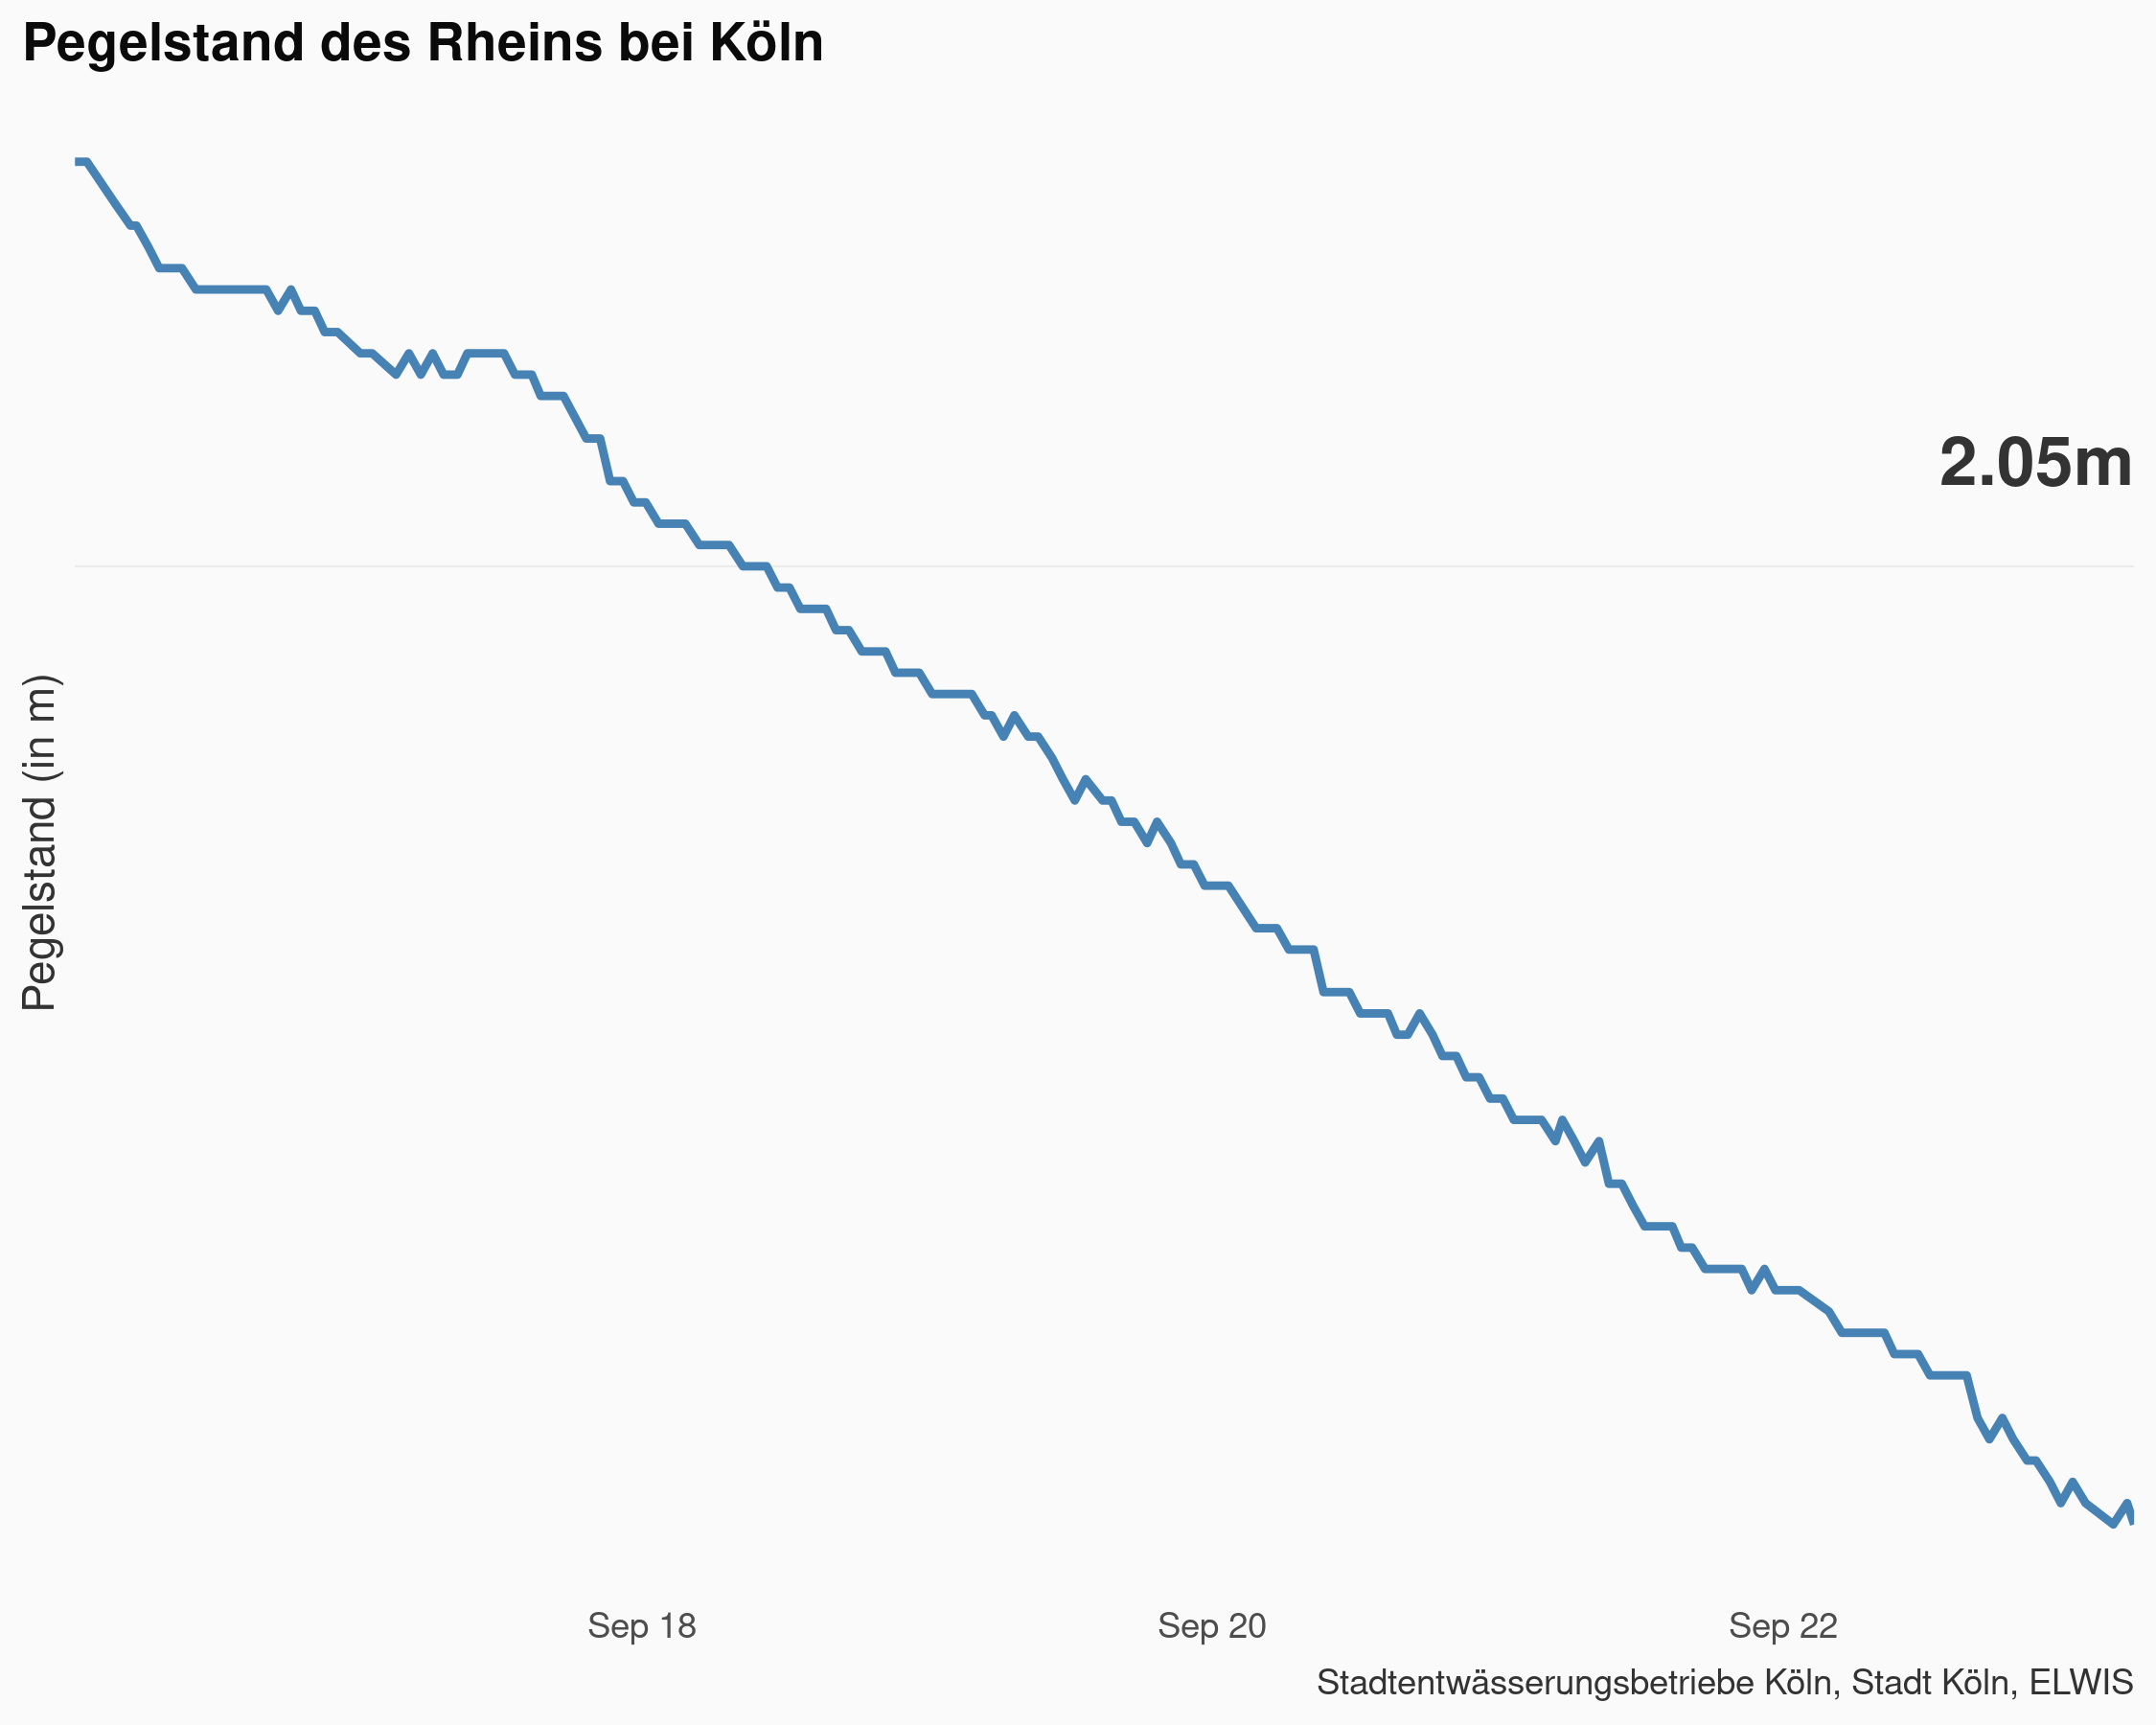 Pegelstand des Rheins bei Köln
2.05m
Pegelstand (in m)
Sep 18
Sep 20
Sep 22
Stadtentwässerungsbetriebe Köln, Stadt Köln, ELWIS